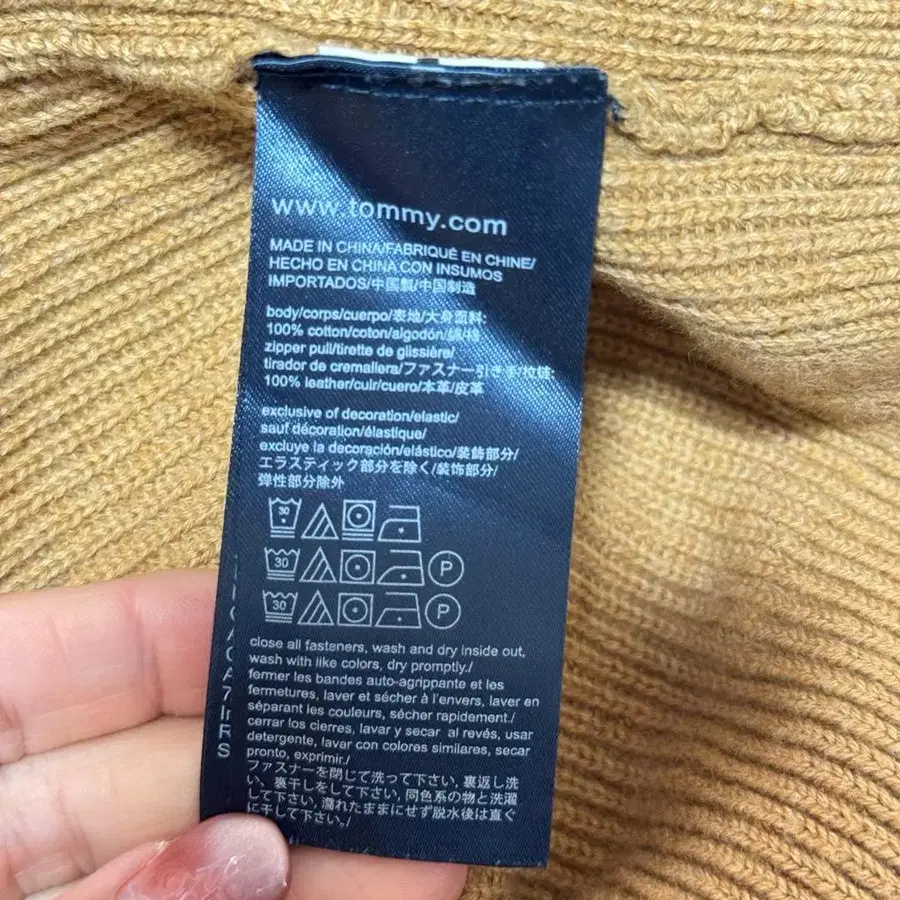 www.tommy.com
MADE IN CHINA/FABRIQUÉ EN CHINE/
HECHO EN CHINA CON INSUMOS
IMPORTADOS/中国製/中国制造
body/corps/cuerpo/表地/大身面料:
100% cotton/coton/algodón/綿/棉
zipper pull/tirette de glissière/
tirador de cremallera/ファスナー引き手/拉链:
100% leather/cuir/cuero/本革/皮革
exclusive of decoration/elastic/
sauf décoration/élastique/
excluye la decoración/elástico/装飾部分/
エラスティック部分を除く/装饰部分/
弹性部分除外
30
30 P
30 P
close all fasteners, wash and dry inside out,
wash with like colors, dry promptly./
fermer les bandes auto-agrippante et les
fermetures, laver et sécher à l'envers, laver en
séparant les couleurs, sécher rapidement./
cerrar los cierres, lavar y secar al revés, usar
detergente, lavar con colores similares, secar
pronto, exprimir./
ファスナーを閉じて洗って下さい, 裏返し洗
い, 裏干しをして下さい, 同色系の物と洗濯
して下さい, 濡れたままにせず脱水後は直ぐ
に干して下さい./